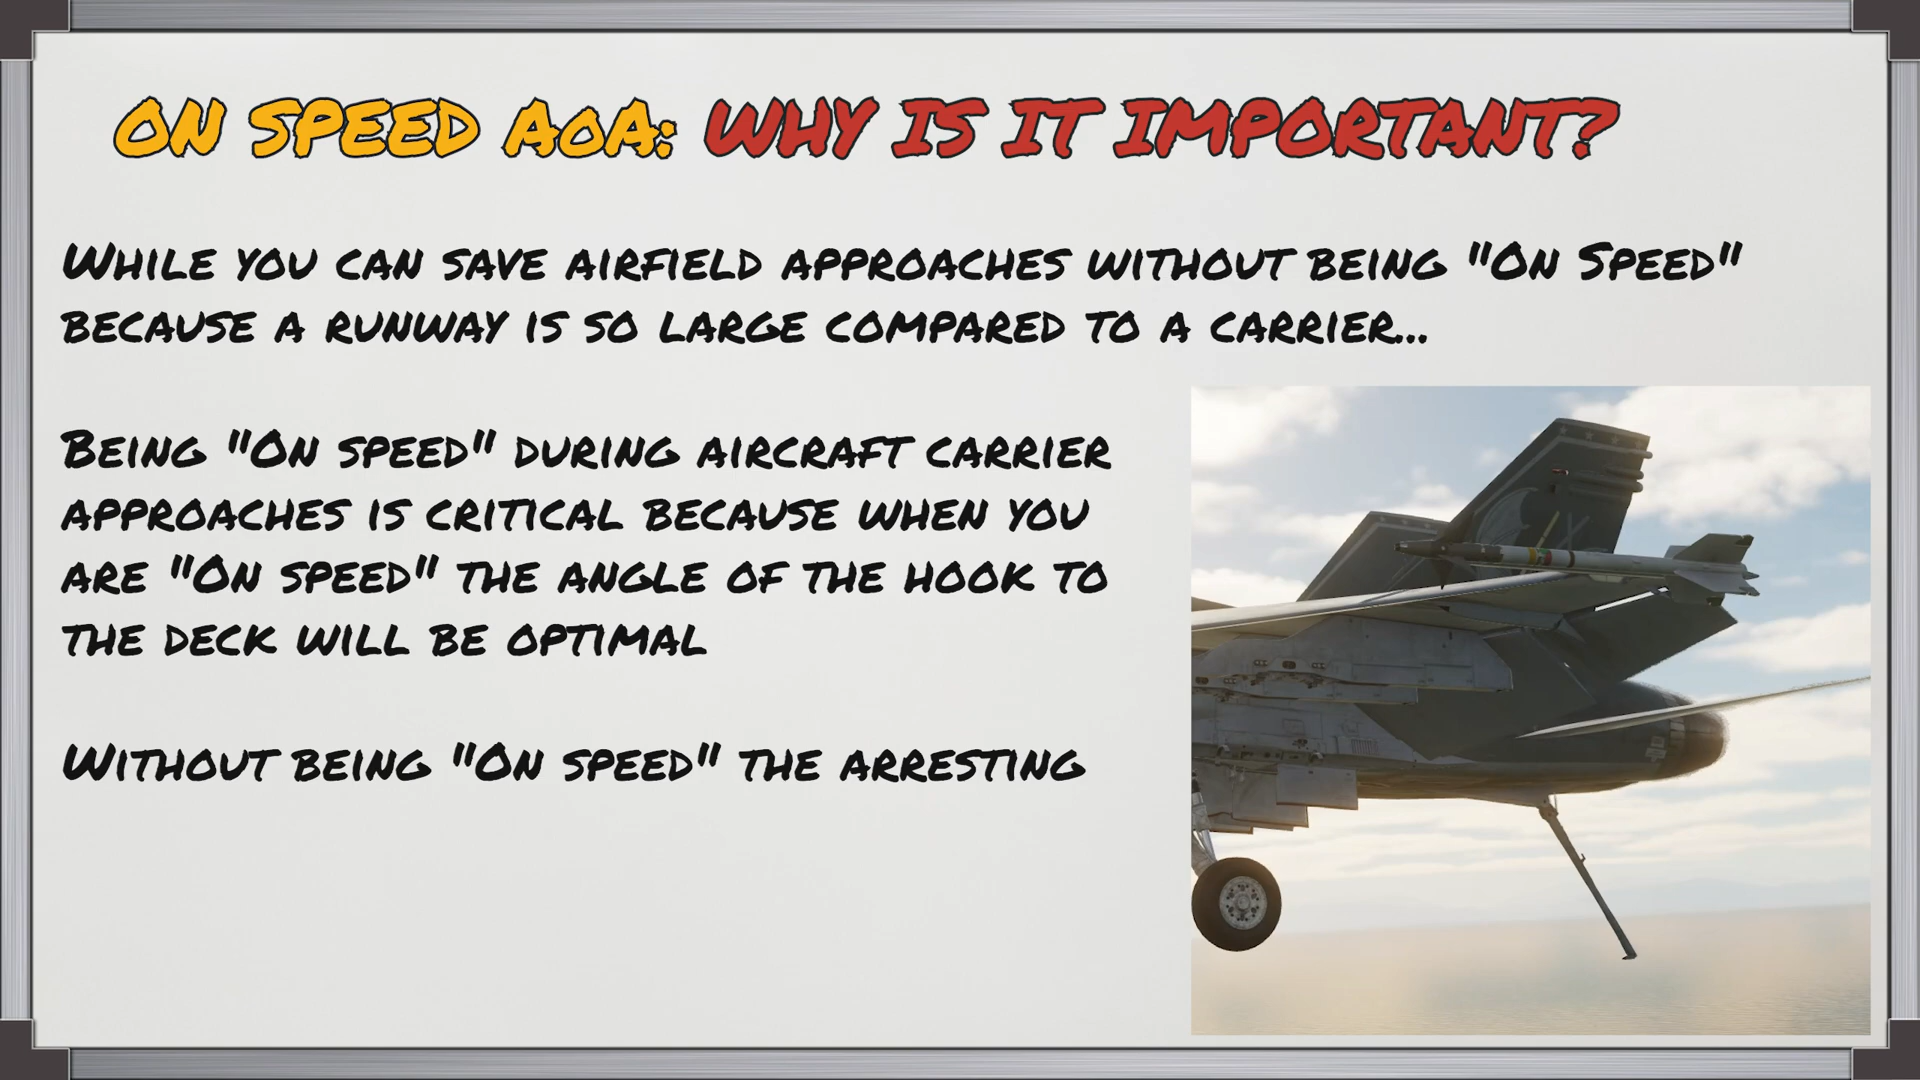 ON SPEED AOA: WHY IS IT IMPORTANT?
WHILE YOU CAN SAVE AIRFIELD APPROACHES WITHOUT BEING "ON SPEED"
BECAUSE A RUNWAY IS SO LARGE COMPARED TO A CARRIER...
BEING "ON SPEED" DURING AIRCRAFT CARRIER
APPROACHES IS CRITICAL BECAUSE WHEN YOU
ARE "ON SPEED" THE ANGLE OF THE HOOK TO
THE DECK WILL BE OPTIMAL
WITHOUT BEING "ON SPEED" THE ARRESTING